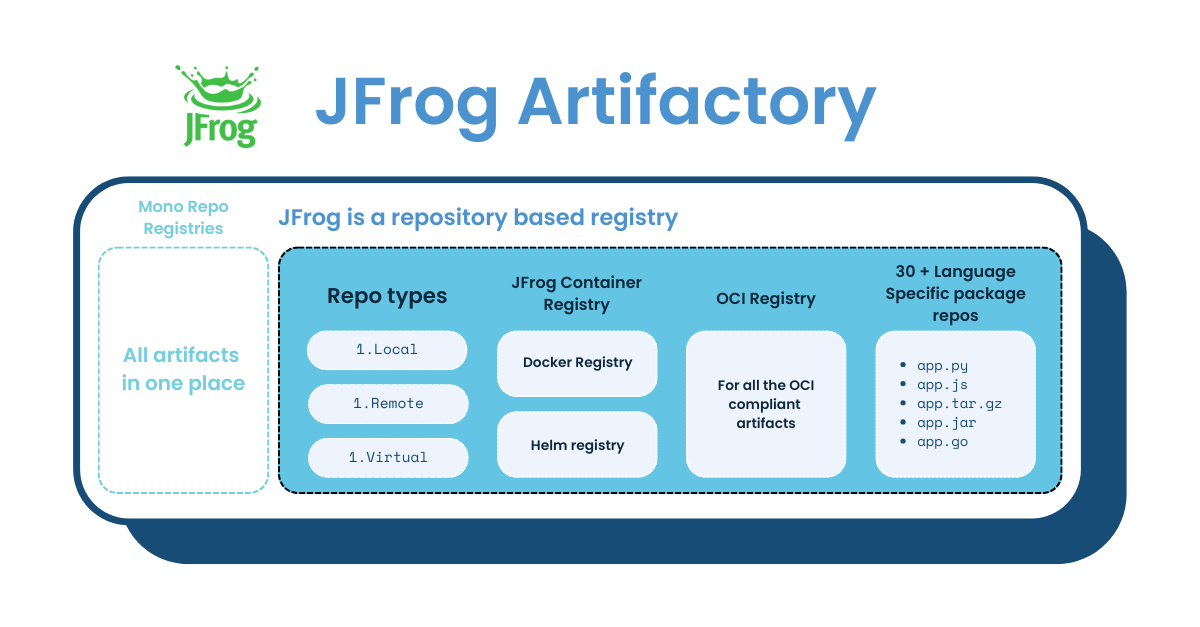 JFrog
JFrog Artifactory
Mono Repo
Registries
All artifacts
in one place
JFrog is a repository based registry
Repo types
1.Local
1.Remote
1.Virtual
JFrog Container
Registry
Docker Registry
Helm registry
OCI Registry
For all the OCI
compliant
artifacts
30 + Language
Specific package
repos
• app.py
• app.js
• app.tar.gz
• app.jar
• app.go